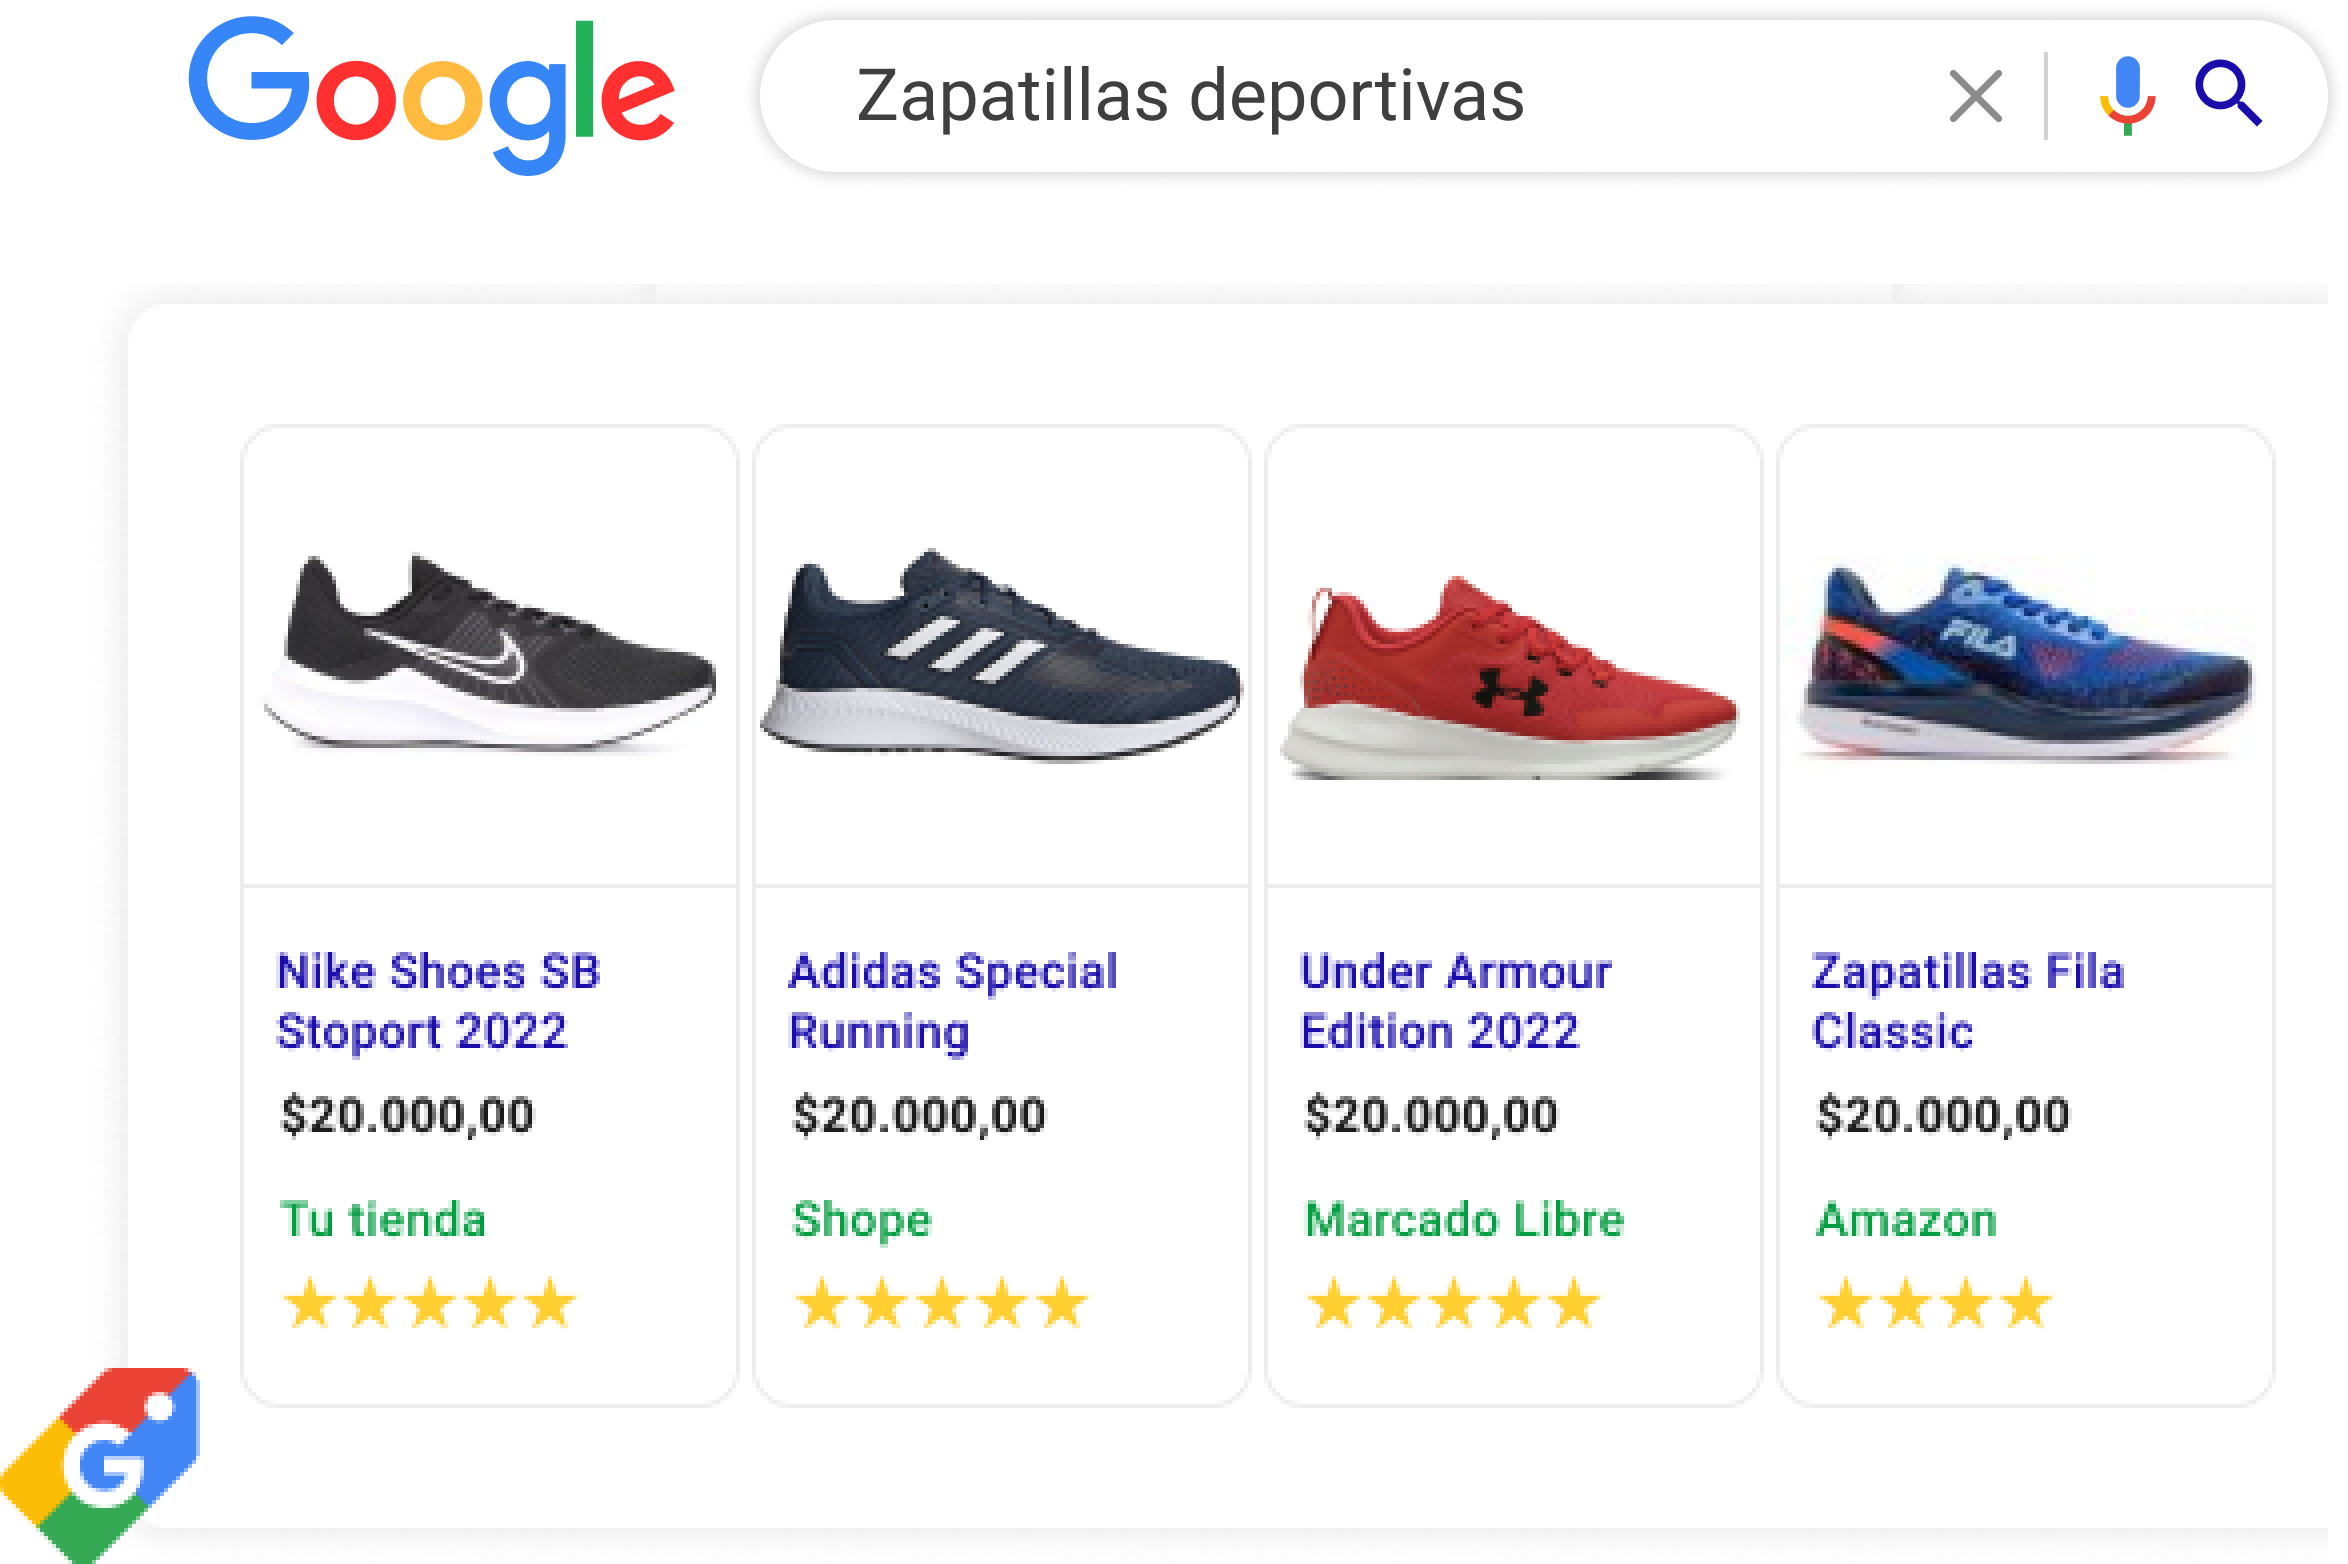 Google
Zapatillas deportivas
FILA
Nike Shoes SB
Stoport 2022
$20.000,00
Tu tienda
Adidas Special
Running
$20.000,00
Shope
Under Armour
Edition 2022
$20.000,00
Marcado Libre
Zapatillas Fila
Classic
$20.000,00
Amazon
G